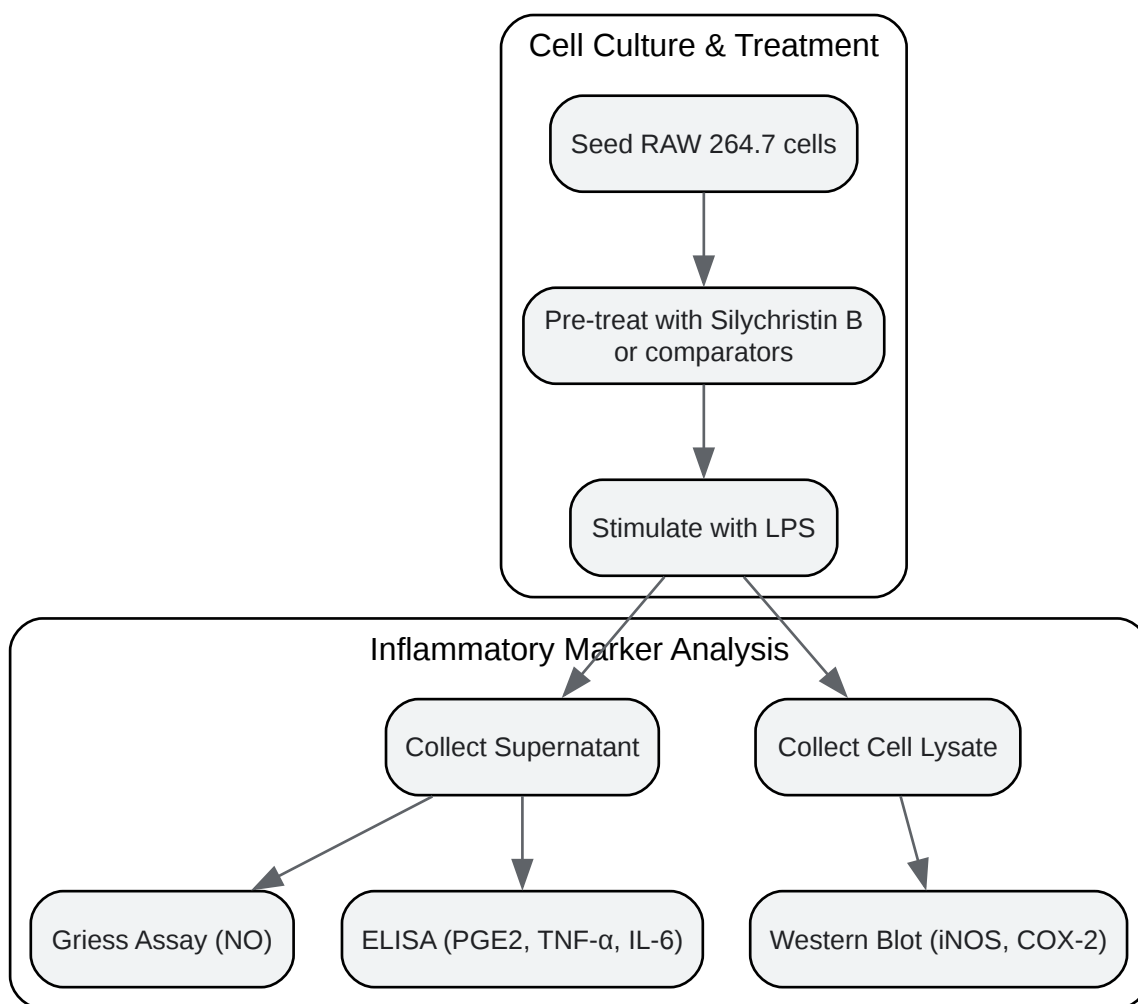 Cell Culture & Treatment
Seed RAW 264.7 cells
Pre-treat with Silychristin B
or comparators
Stimulate with LPS
Inflammatory Marker Analysis
Collect Supernatant
Collect Cell Lysate
Griess Assay (NO)
ELISA (PGE2, TNF-α, IL-6)
Western Blot (iNOS, COX-2)